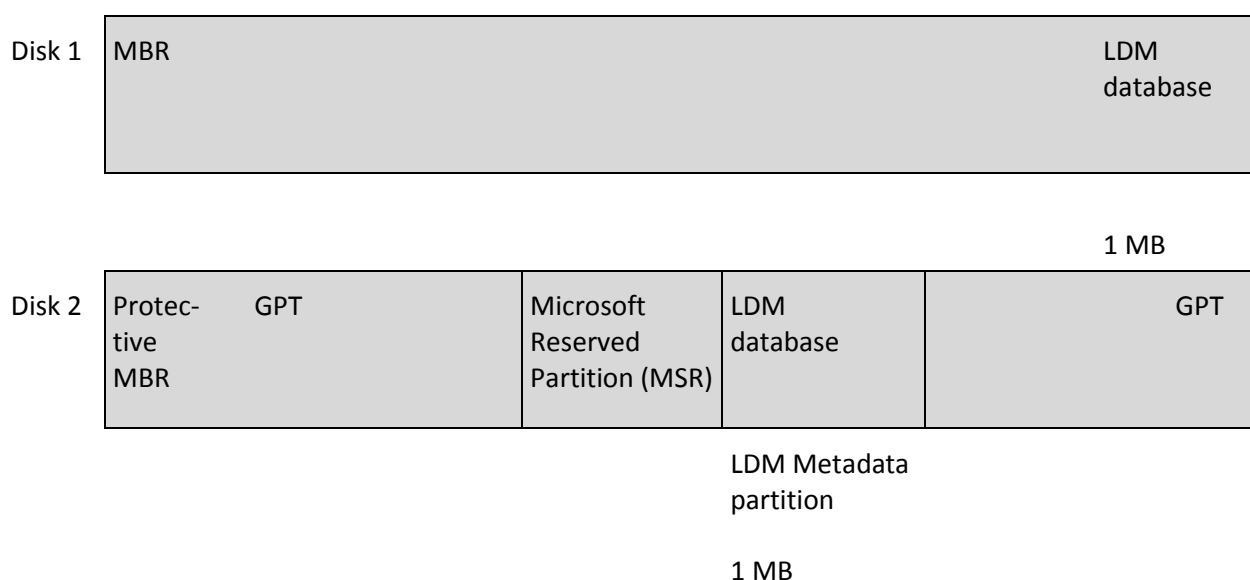 Disk 1 MBR LDM
database
1 MB
Disk 2 Protec- GPT Microsoft LDM GPT
tive Reserved database
MBR Partition (MSR)
LDM Metadata
partition
1 MB